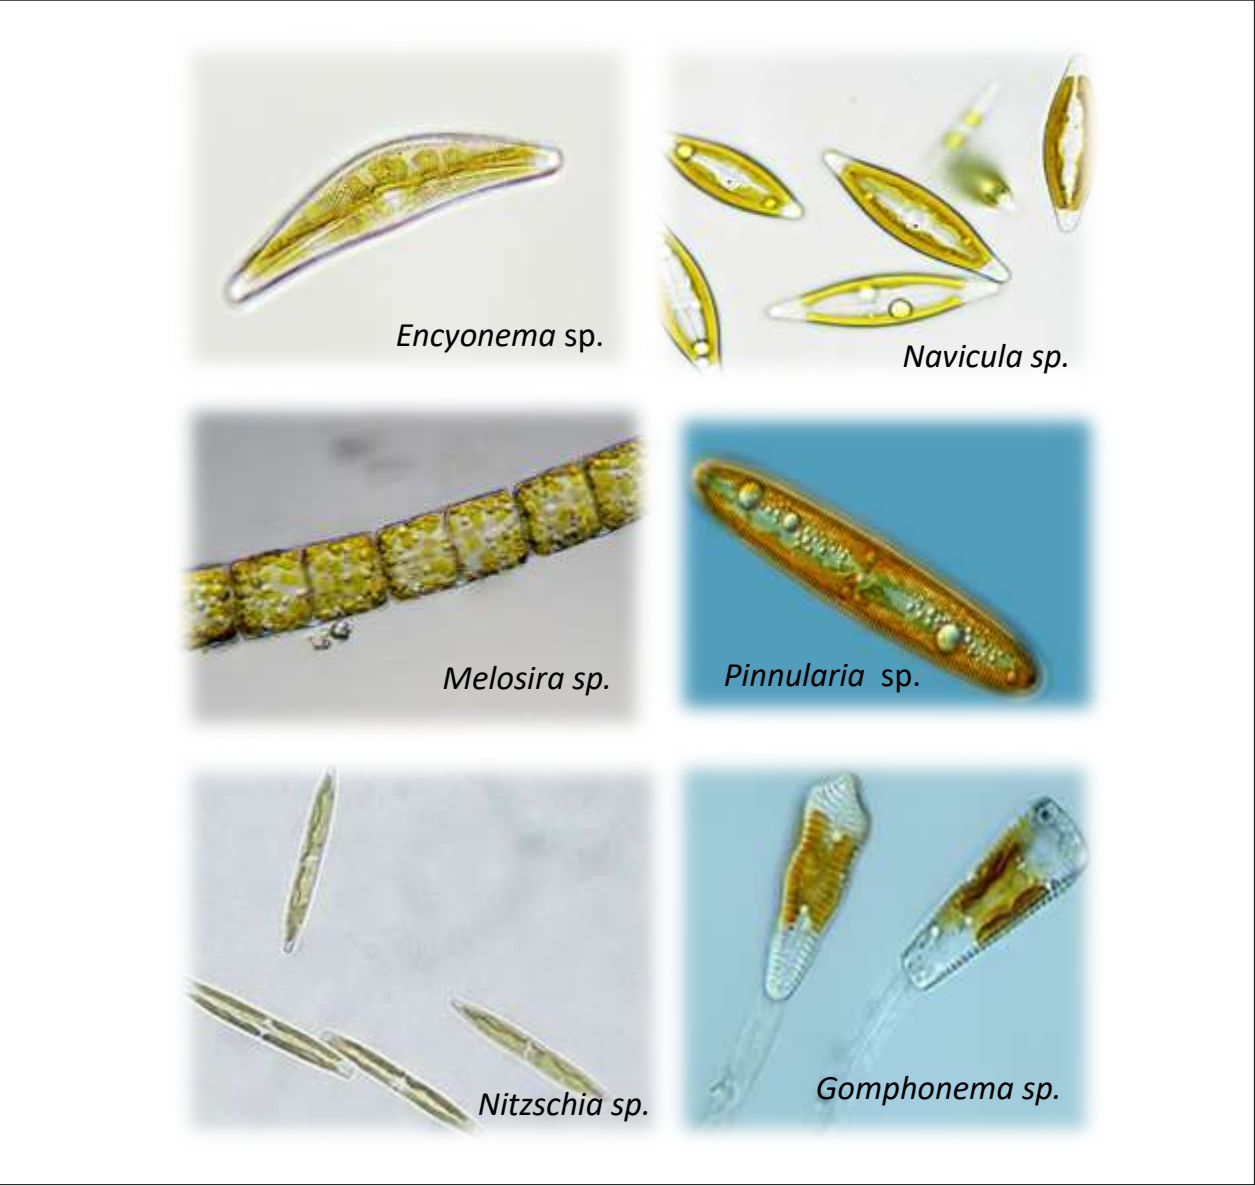 Encyonema sp.
Navicula sp.
Melosira sp.
Pinnularia sp.
Nitzschia sp.
Gomphonema sp.